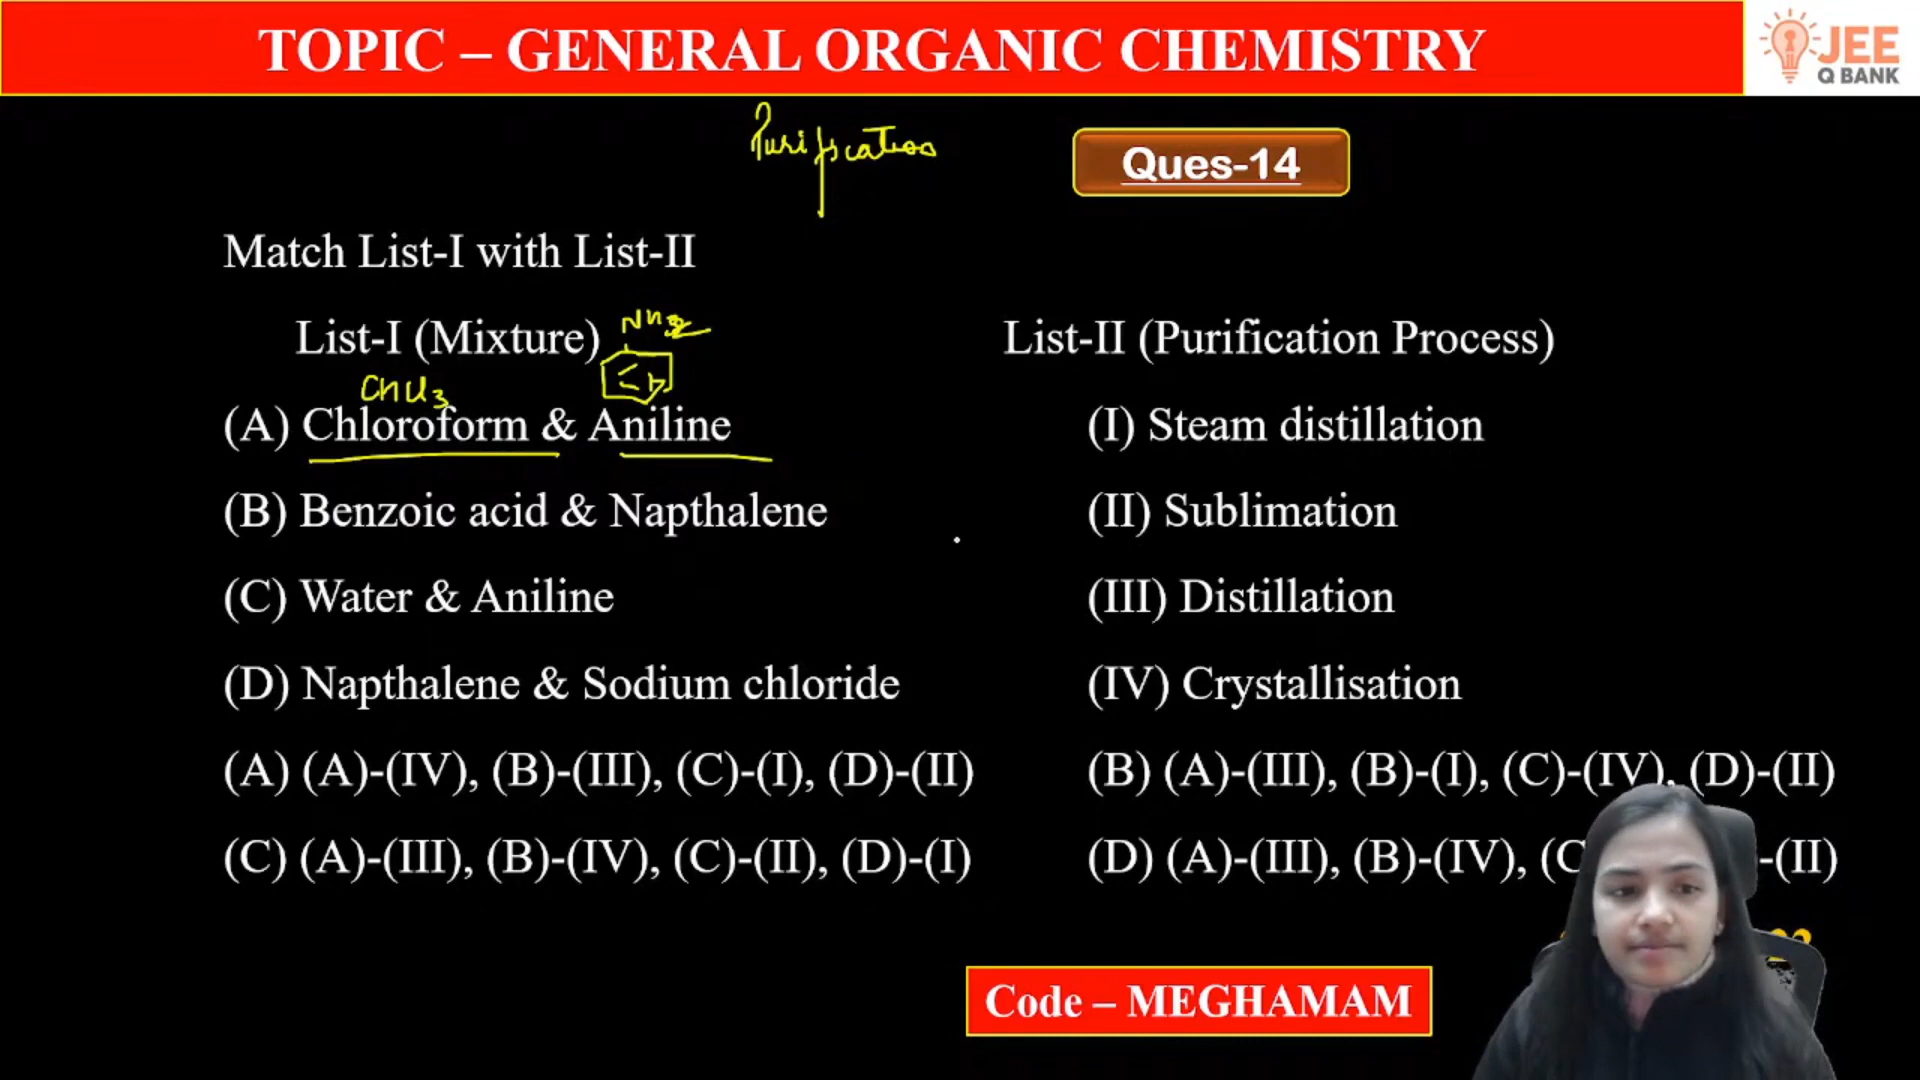 TOPIC – GENERAL ORGANIC CHEMISTRY
JEE
Q BANK
Purification
Ques-14
Match List-I with List-II
List-I (Mixture)
NH2
List-II (Purification Process)
CHCl3
(A) Chloroform & Aniline
(I) Steam distillation
(B) Benzoic acid & Napthalene
(II) Sublimation
(C) Water & Aniline
(III) Distillation
(D) Napthalene & Sodium chloride
(IV) Crystallisation
(A) (A)-(IV), (B)-(III), (C)-(I), (D)-(II)
(B) (A)-(III), (B)-(I), (C)-(IV), (D)-(II)
(C) (A)-(III), (B)-(IV), (C)-(II), (D)-(I)
(D) (A)-(III), (B)-(IV), (C -(II)
Code – MEGHAMAM